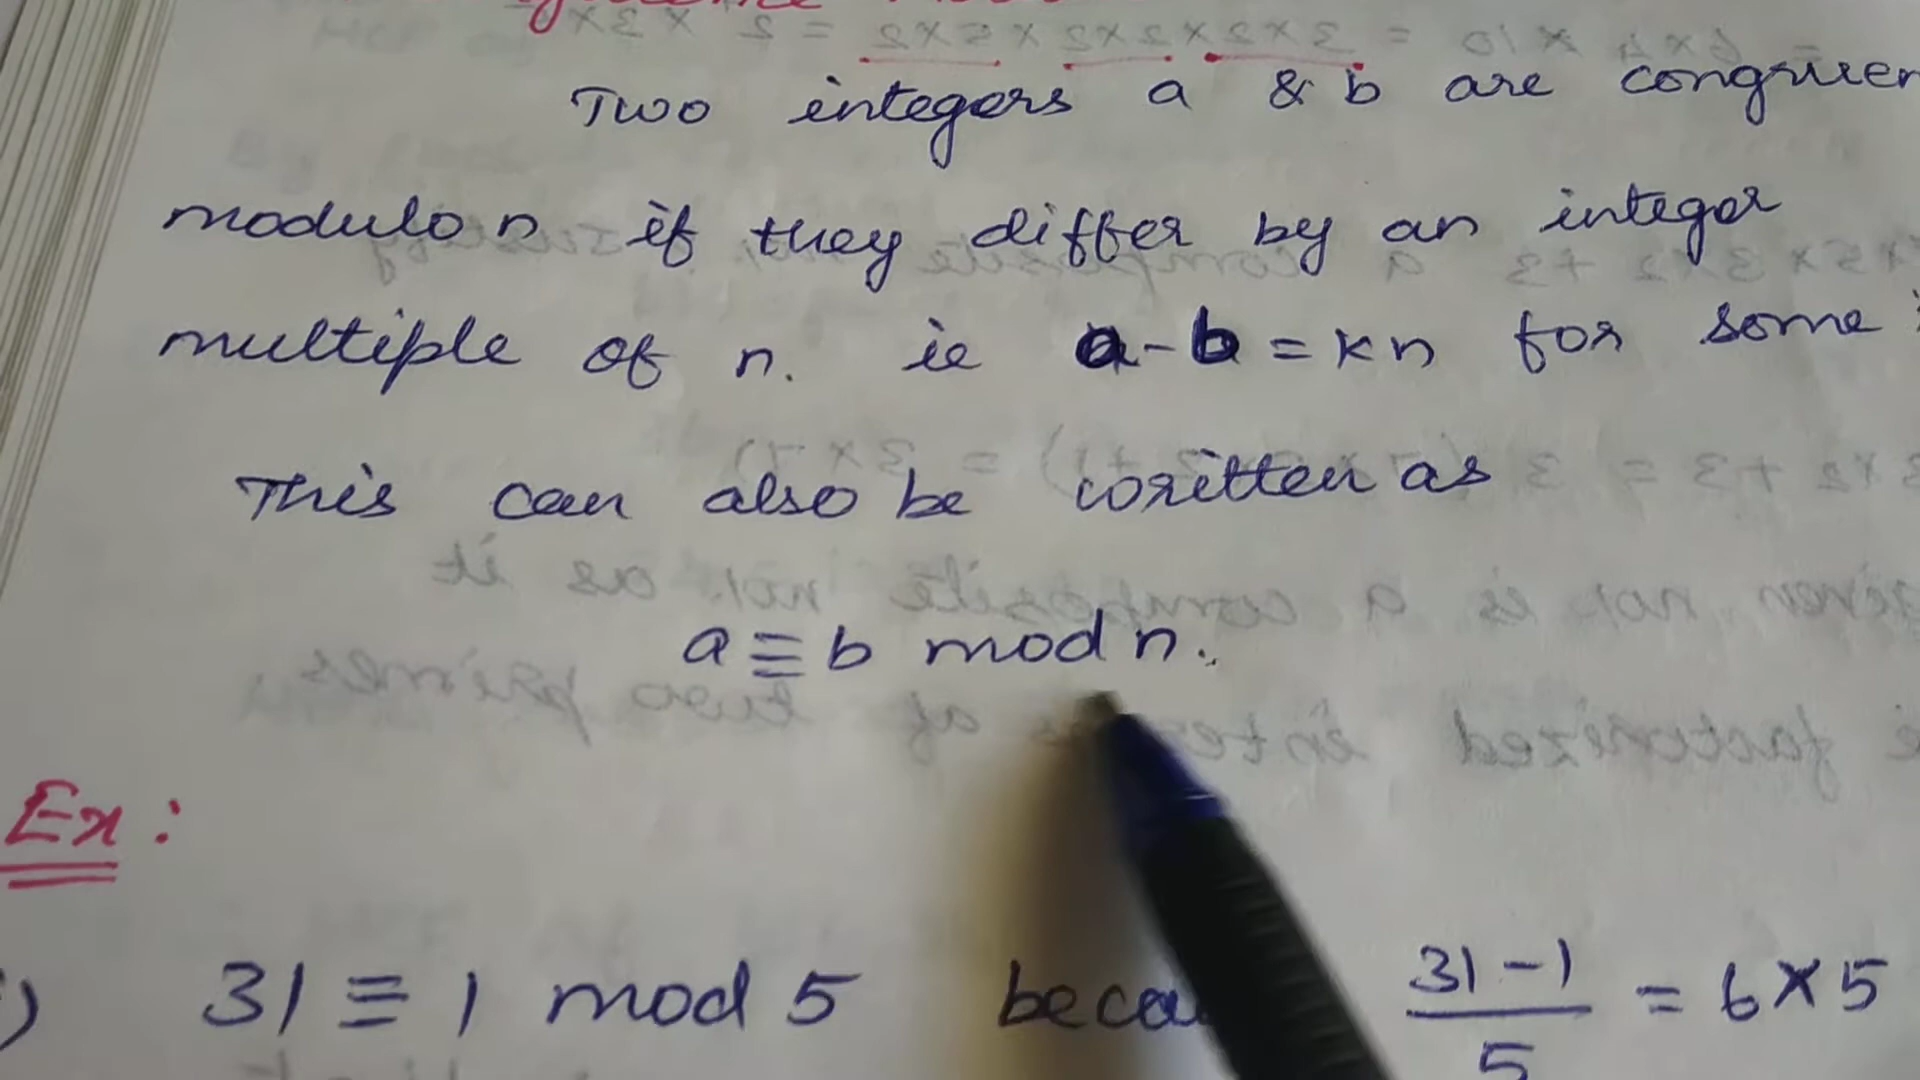 Two integers a & b are congruen
modulo n if they differ by an integer
multiple of n. ie a - b = kn for some
This can also be written as
a ≡ b mod n.
Ex:
31 ≡ 1 mod 5 beca 31 - 1 / 5 = 6 × 5